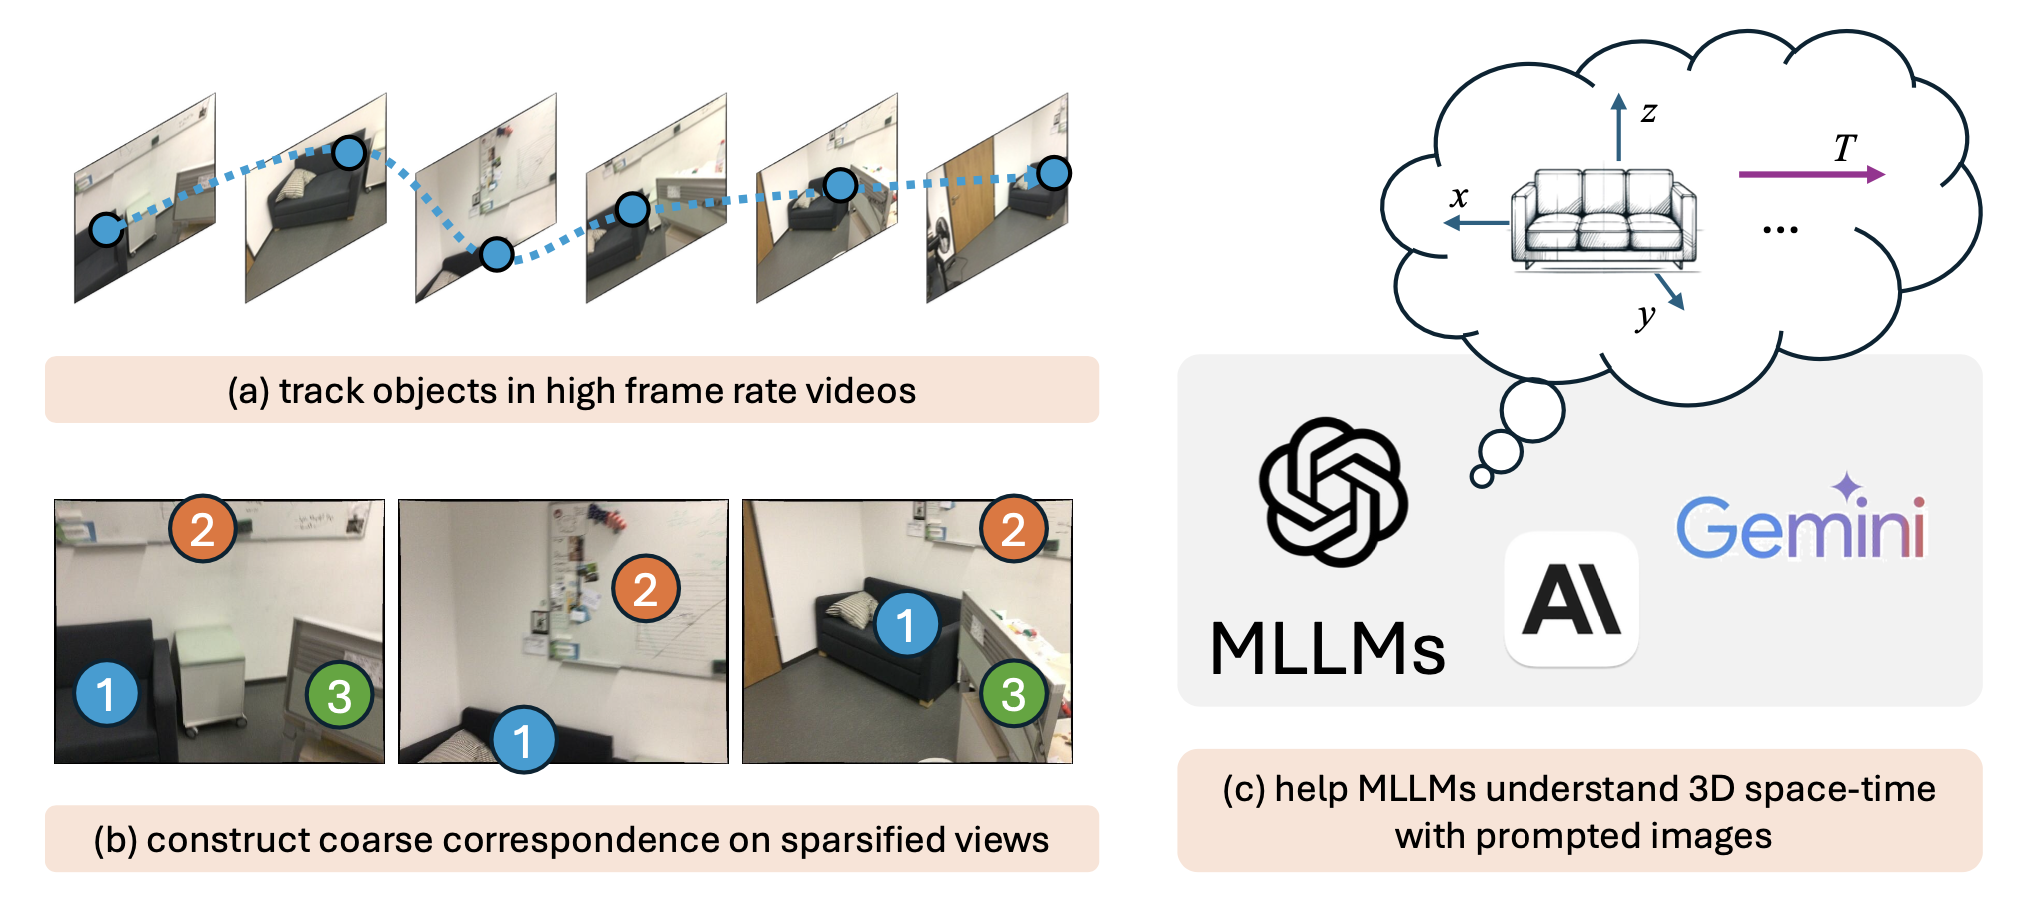 (a) track objects in high frame rate videos
2
2
2
1
1
3
1
3
(b) construct coarse correspondence on sparsified views
z
T
x
...
y
Gemini
AI
MLLMs
(c) help MLLMs understand 3D space-time
with prompted images